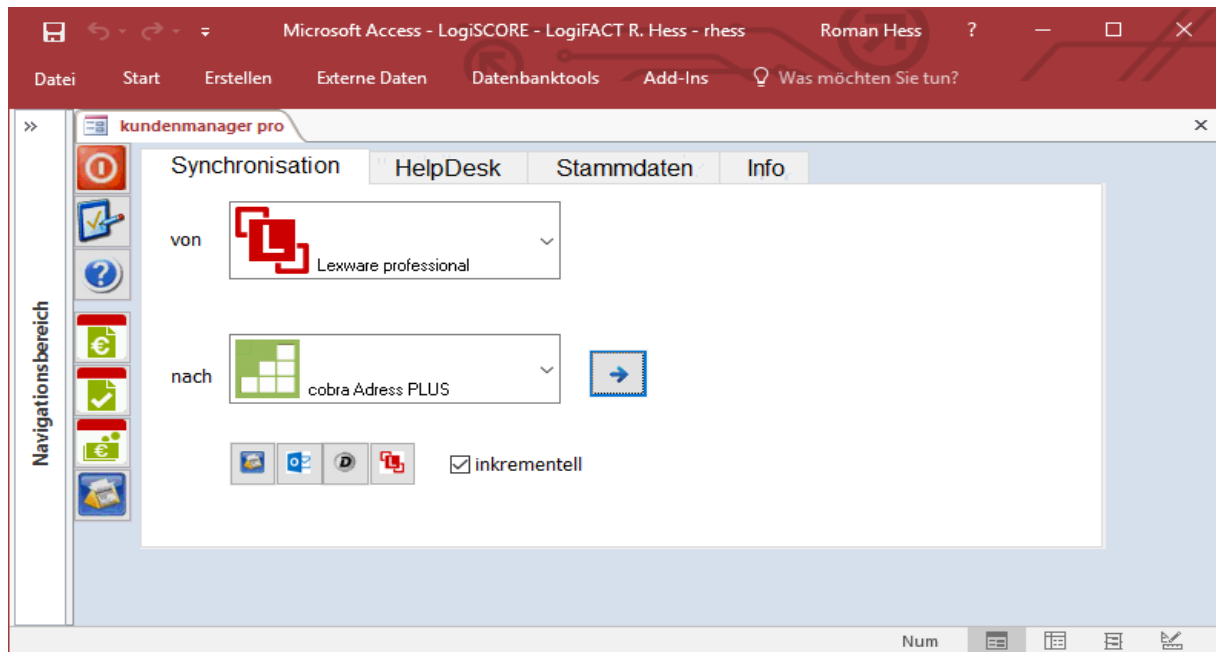 Microsoft Access - LogiSCORE - LogiFACT R. Hess - rhess Roman Hess ?
Datei Start Erstellen Externe Daten Datenbanktools Add-Ins Was möchten Sie tun?
kundenmanager pro
Synchronisation HelpDesk Stammdaten Info
von
L
Lexware professional
nach
cobra Adress PLUS
inkrementell
Navigationsbereich
Num